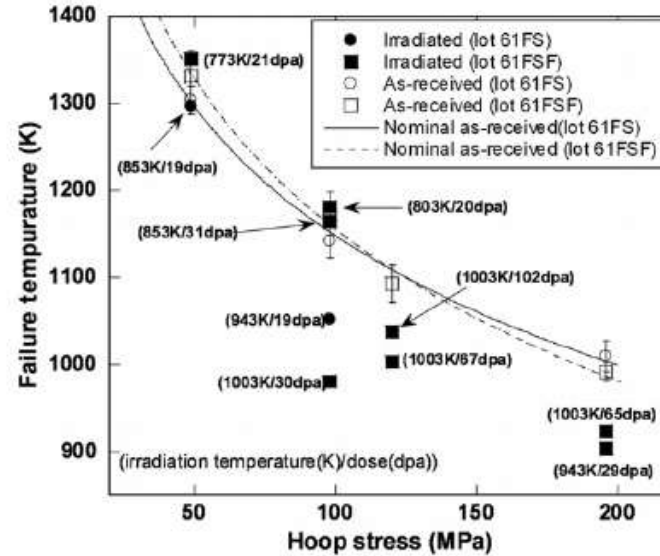 1400
1300
1200
1100
1000
900
Failure tempurature (K)
Irradiated (lot 61FS)
Irradiated (lot 61FSF)
As-received (lot 61FS)
As-received (lot 61FSF)
Nominal as-received(lot 61FS)
Nominal as-received (lot 61FSF)
(773K/21dpa)
(853K/19dpa)
(803K/20dpa)
(853K/31dpa)
(1003K/102dpa)
(943K/19dpa)
(1003K/67dpa)
(1003K/30dpa)
(1003K/65dpa)
(943K/29dpa)
(irradiation temperature(K)/dose(dpa))
50 100 150 200
Hoop stress (MPa)